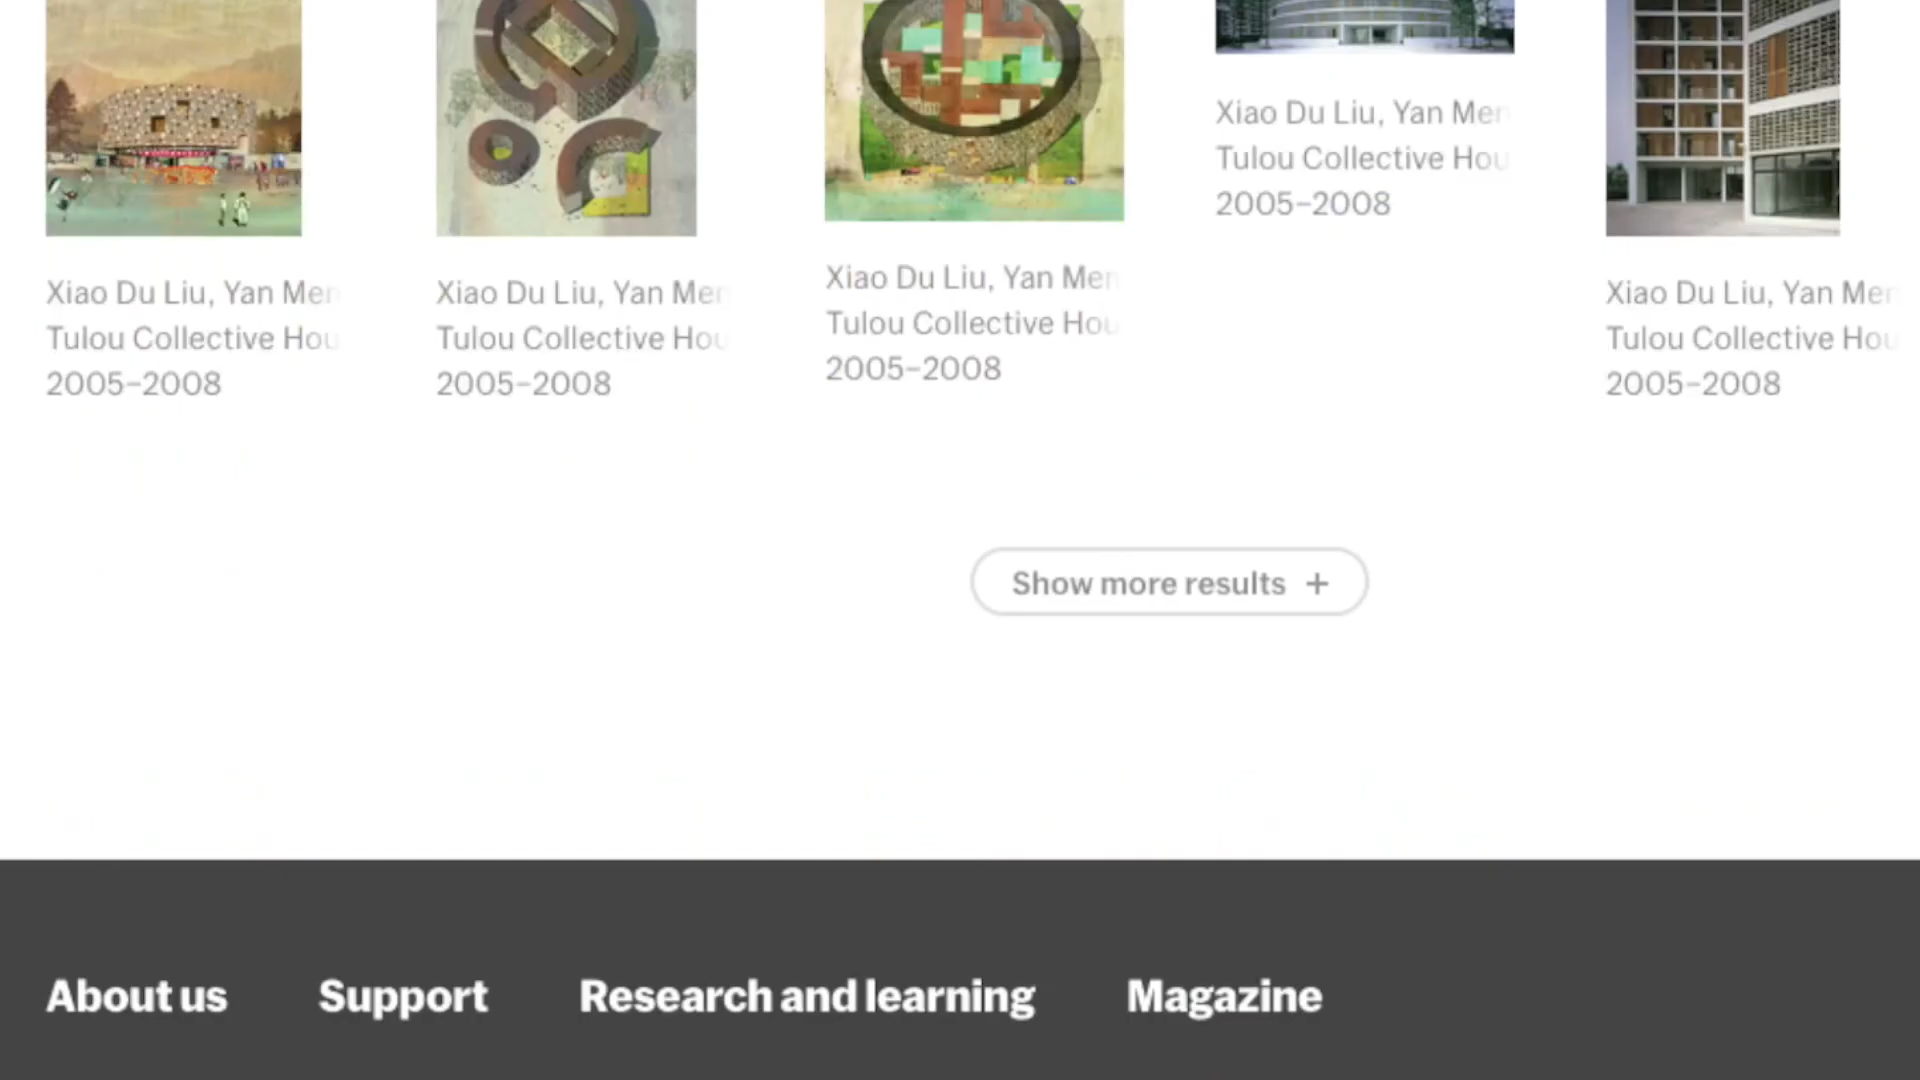 Xiao Du Liu, Yan Men
Tulou Collective Hou
2005–2008
Xiao Du Liu, Yan Men
Tulou Collective Hou
2005–2008
Xiao Du Liu, Yan Men
Tulou Collective Hou
2005–2008
Xiao Du Liu, Yan Men
Tulou Collective Hou
2005–2008
Xiao Du Liu, Yan Men
Tulou Collective Hou
2005–2008
Show more results +
About us
Support
Research and learning
Magazine